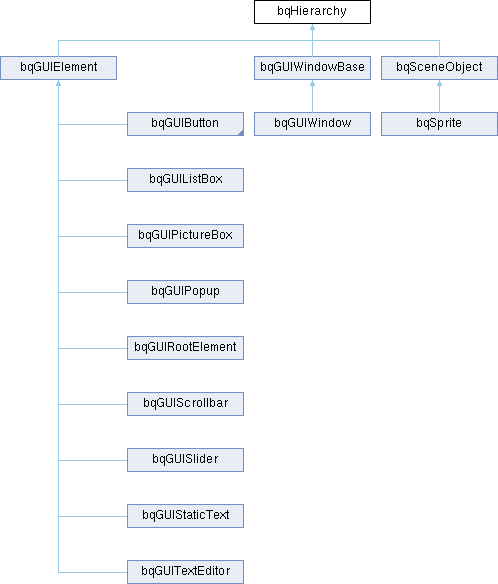 bqHierarchy
bqGUIElement
bqGUIWindowBase
bqSceneObject
bqGUIButton
bqGUIWindow
bqSprite
bqGUIListBox
bqGUIPictureBox
bqGUIPopup
bqGUIRootElement
bqGUIScrollbar
bqGUISlider
bqGUIStaticText
bqGUITextEditor